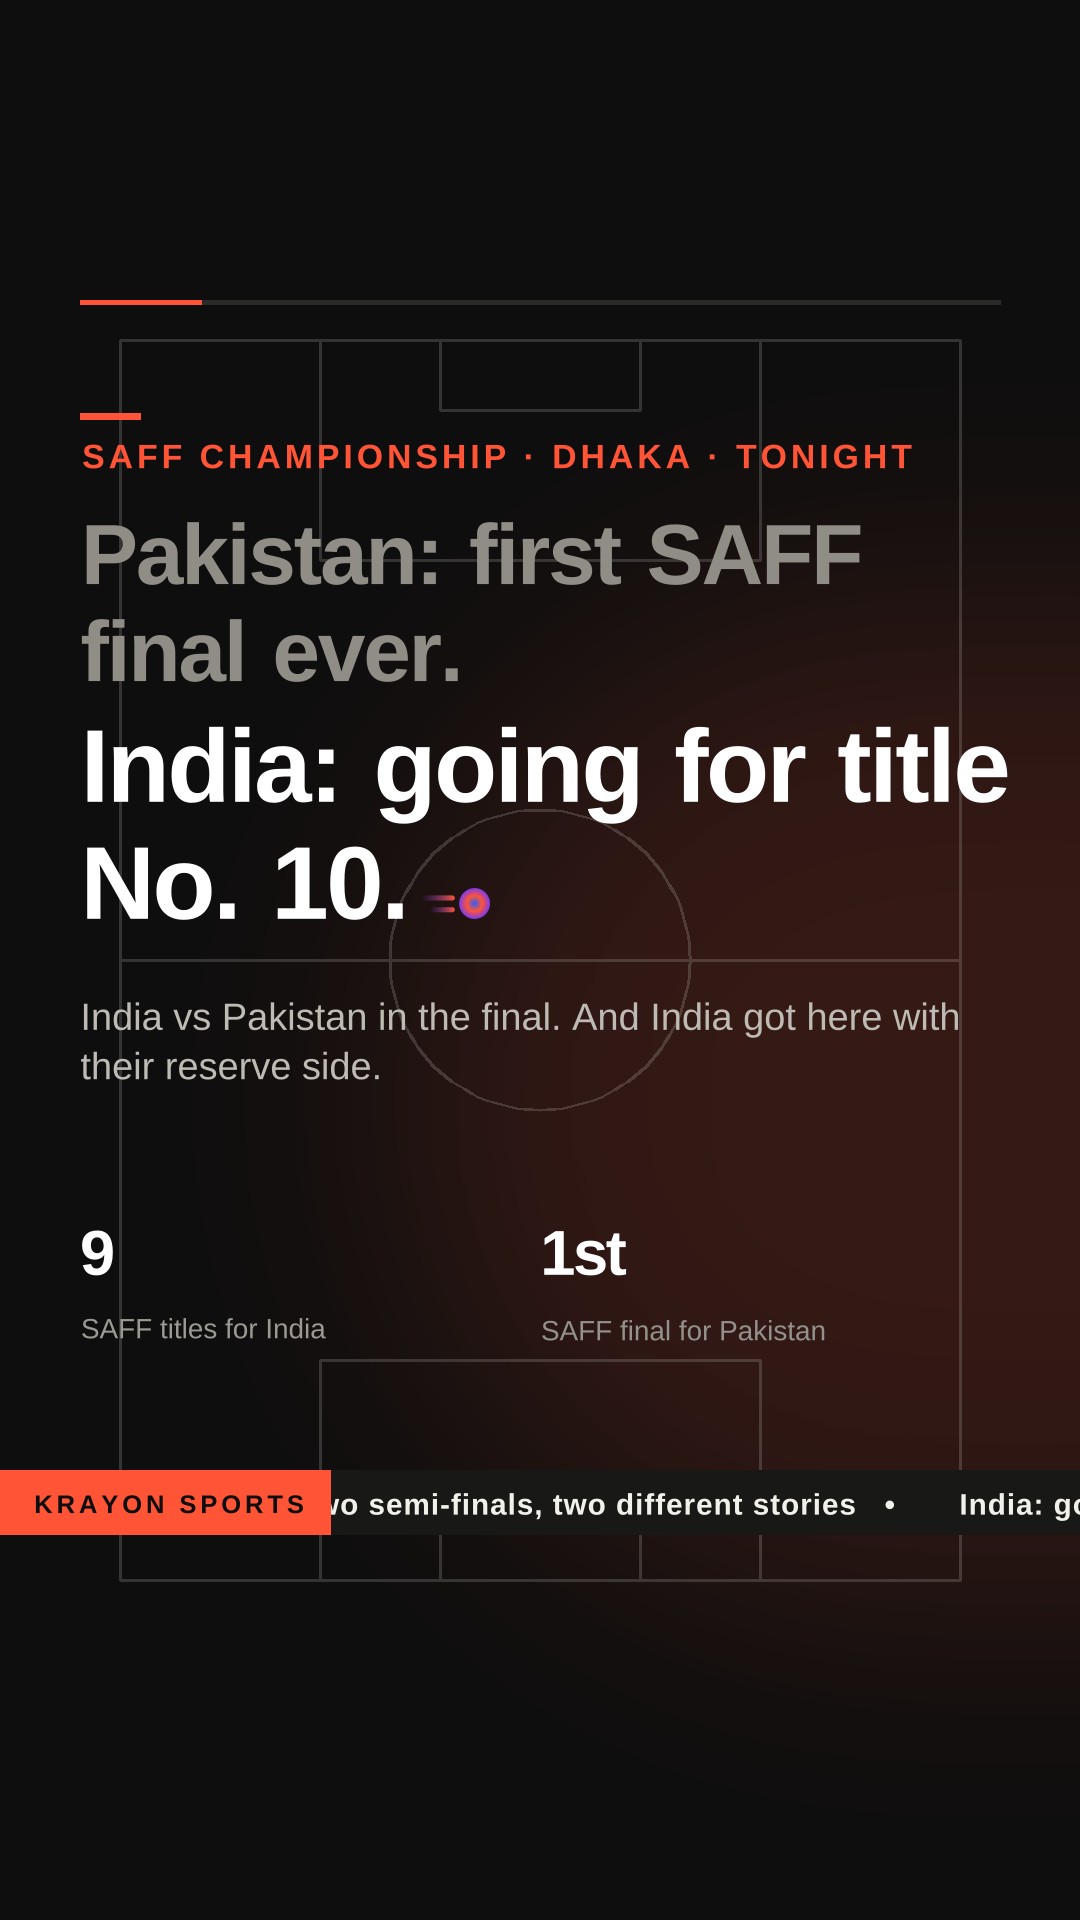 SAFF CHAMPIONSHIP · DHAKA · TONIGHT
Pakistan: first SAFF
final ever.
India: going for title
No. 10.
India vs Pakistan in the final. And India got here with
their reserve side.
9
SAFF titles for India
1st
SAFF final for Pakistan
KRAYON SPORTS
semi-finals, two different stories • India: